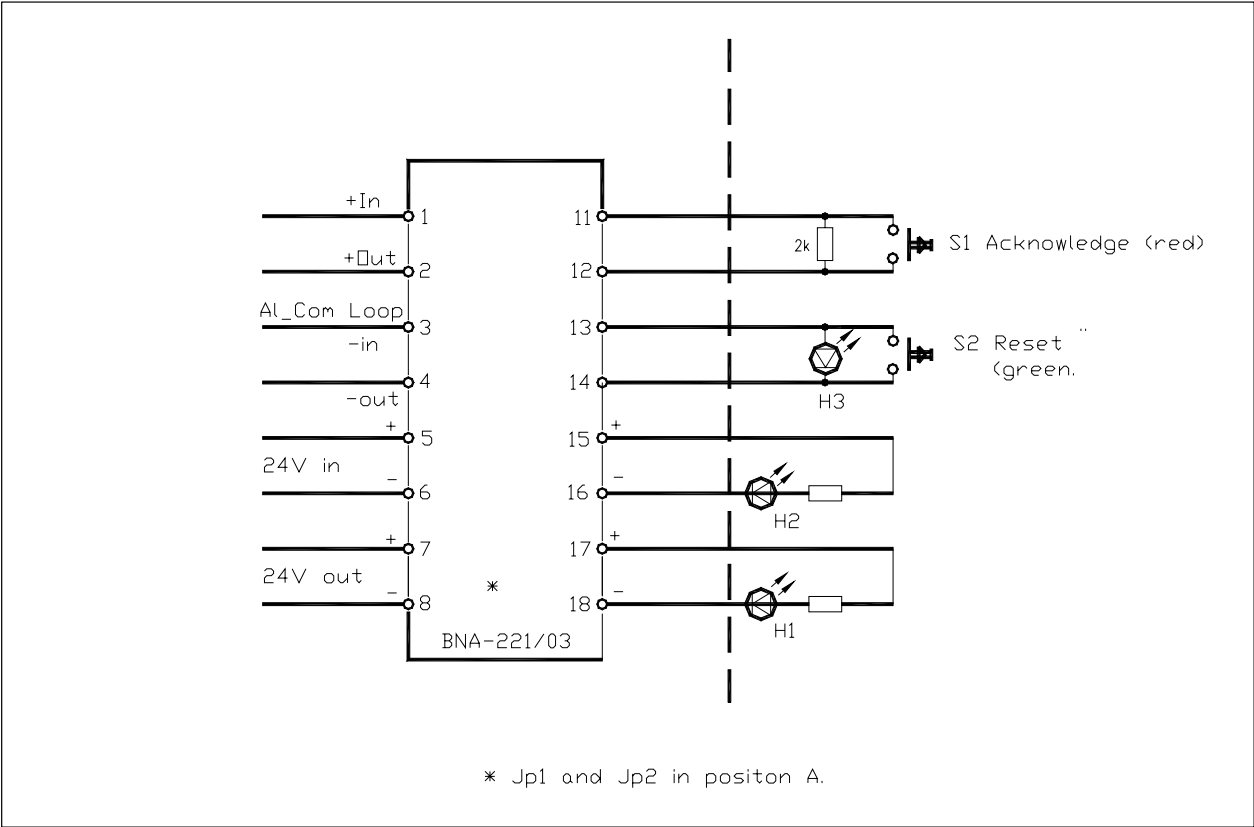 +In
1
11
2k
S1 Acknowledge (red)
+Out
2
12
Al_Com Loop
3
13
-in
S2 Reset "
(green.
4
14
-out
H3
+
5
15
+
24V in
-
6
16
-
H2
+
7
17
+
24V out
*
-
8
18
-
H1
BNA-221/03
* Jp1 and Jp2 in positon A.